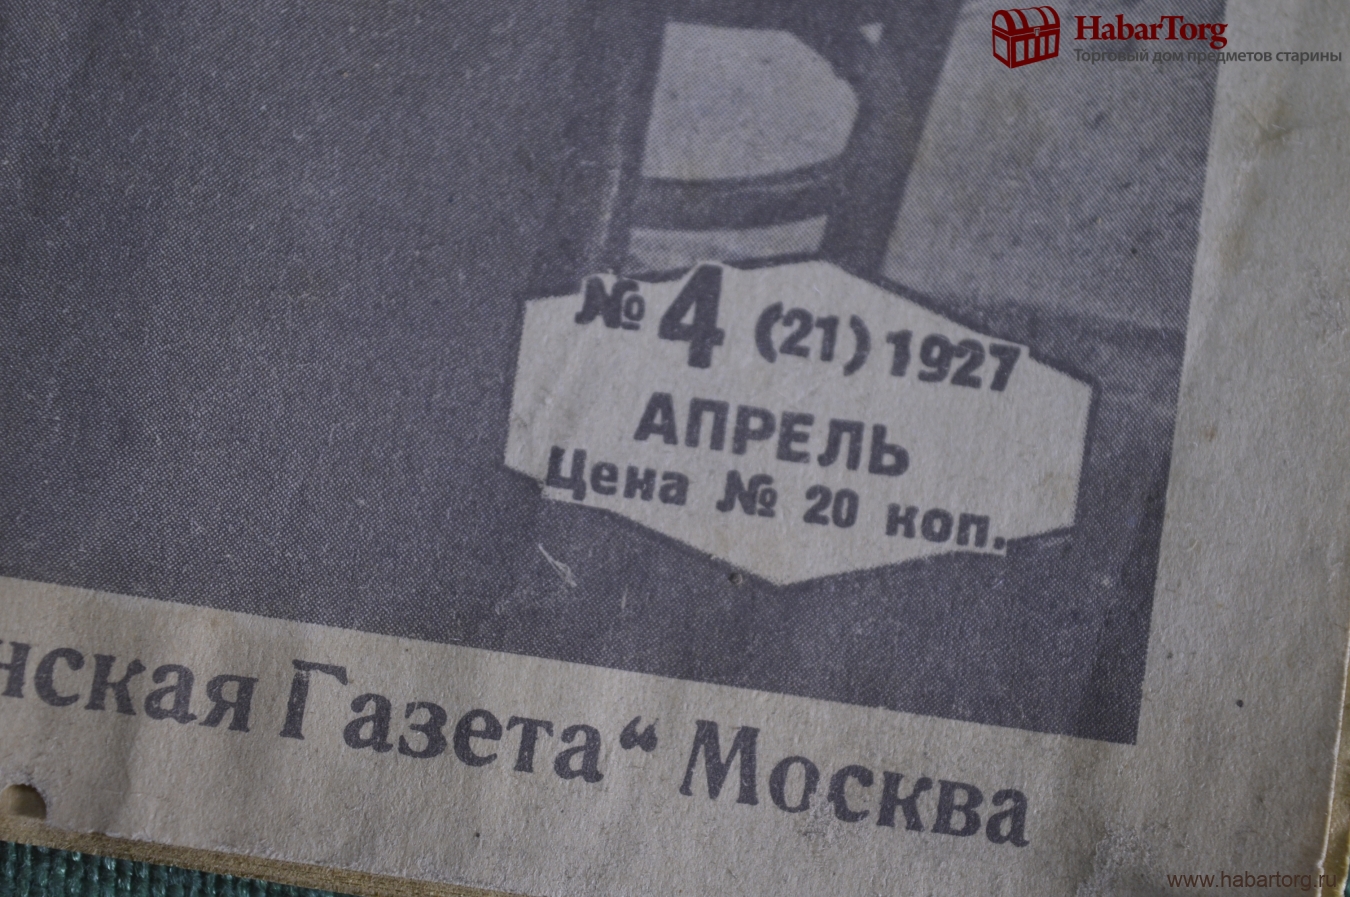 HabarTorg
Торговый дом предметов старины
№ 4 (21) 1927
АПРЕЛЬ
Цена № 20 коп.
нская Газета“ Москва
www.habartorg.ru